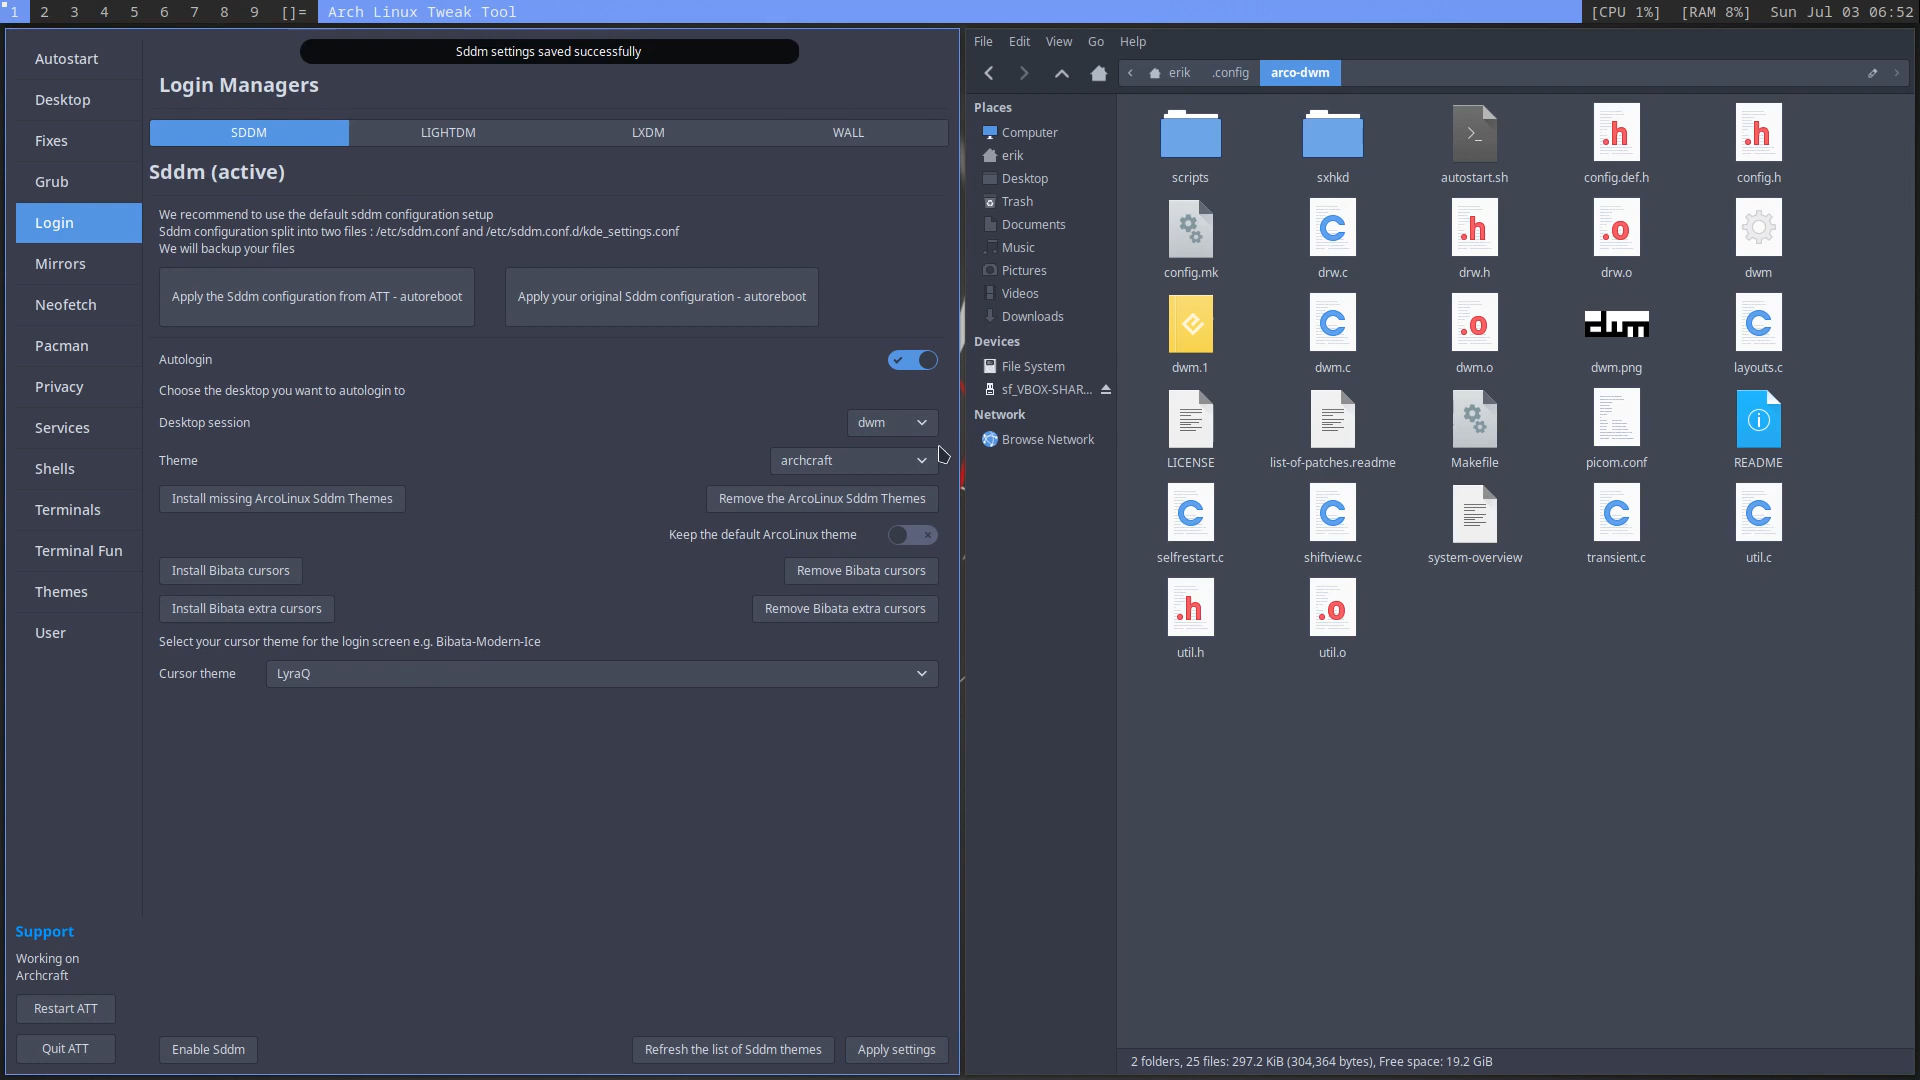 1 2 3 4 5 6 7 8 9 []= Arch Linux Tweak Tool [CPU 1%] [RAM 8%] Sun Jul 03 06:52
Sddm settings saved successfully
Autostart
Desktop
Fixes
Grub
Login
Mirrors
Neofetch
Pacman
Privacy
Services
Shells
Terminals
Terminal Fun
Themes
User
Support
Working on
Archcraft
Restart ATT
Quit ATT
Login Managers
SDDM LIGHTDM LXDM WALL
Sddm (active)
We recommend to use the default sddm configuration setup
Sddm configuration split into two files : /etc/sddm.conf and /etc/sddm.conf.d/kde_settings.conf
We will backup your files
Apply the Sddm configuration from ATT - autoreboot Apply your original Sddm configuration - autoreboot
Autologin
Choose the desktop you want to autologin to
Desktop session dwm
Theme archcraft
Install missing ArcoLinux Sddm Themes Remove the ArcoLinux Sddm Themes
Keep the default ArcoLinux theme
Install Bibata cursors Remove Bibata cursors
Install Bibata extra cursors Remove Bibata extra cursors
Select your cursor theme for the login screen e.g. Bibata-Modern-Ice
Cursor theme LyraQ
Enable Sddm Refresh the list of Sddm themes Apply settings
File Edit View Go Help
erik .config arco-dwm
Places
Computer
erik
Desktop
Trash
Documents
Music
Pictures
Videos
Downloads
Devices
File System
sf_VBOX-SHAR...
Network
Browse Network
scripts sxhkd autostart.sh config.def.h config.h
config.mk drw.c drw.h drw.o dwm
dwm.1 dwm.c dwm.o dwm.png layouts.c
LICENSE list-of-patches.readme Makefile picom.conf README
selfrestart.c shiftview.c system-overview transient.c util.c
util.h util.o
2 folders, 25 files: 297.2 KiB (304,364 bytes), Free space: 19.2 GiB